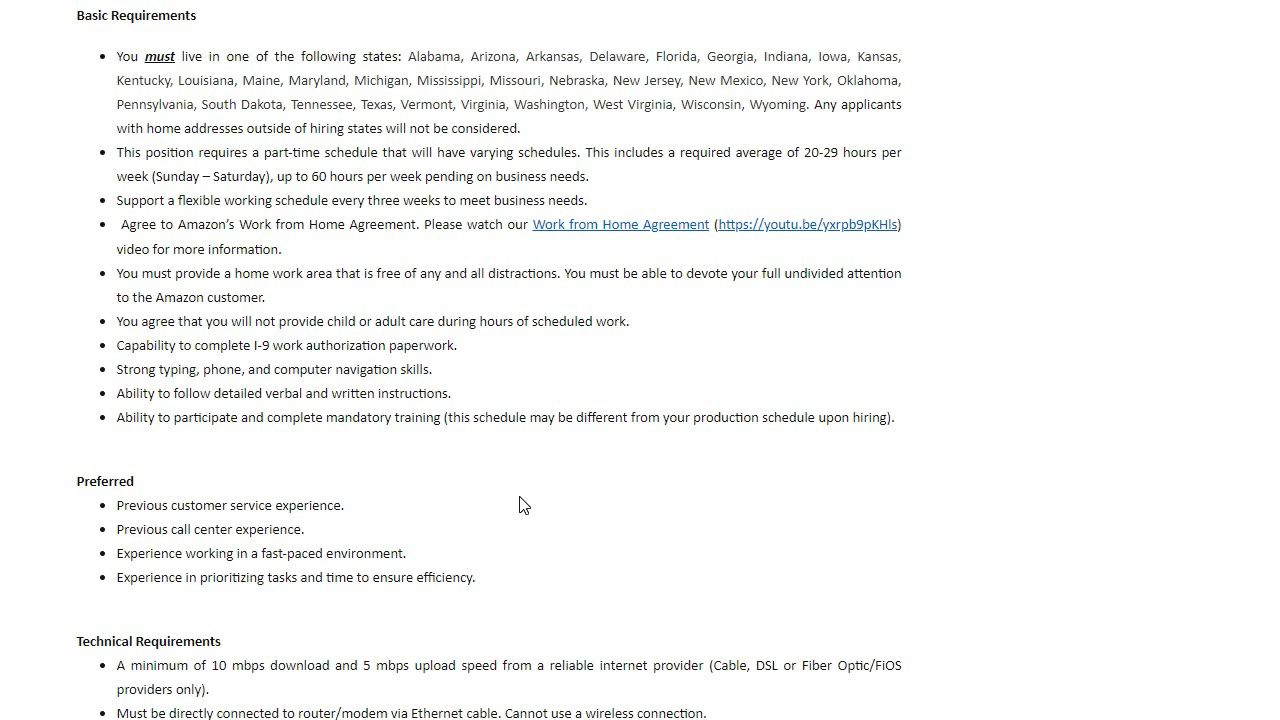 Basic Requirements
• You must live in one of the following states: Alabama, Arizona, Arkansas, Delaware, Florida, Georgia, Indiana, Iowa, Kansas,
Kentucky, Louisiana, Maine, Maryland, Michigan, Mississippi, Missouri, Nebraska, New Jersey, New Mexico, New York, Oklahoma,
Pennsylvania, South Dakota, Tennessee, Texas, Vermont, Virginia, Washington, West Virginia, Wisconsin, Wyoming. Any applicants
with home addresses outside of hiring states will not be considered.
• This position requires a part-time schedule that will have varying schedules. This includes a required average of 20-29 hours per
week (Sunday – Saturday), up to 60 hours per week pending on business needs.
• Support a flexible working schedule every three weeks to meet business needs.
• Agree to Amazon’s Work from Home Agreement. Please watch our Work from Home Agreement (https://youtu.be/yxrpb9pKHls)
video for more information.
• You must provide a home work area that is free of any and all distractions. You must be able to devote your full undivided attention
to the Amazon customer.
• You agree that you will not provide child or adult care during hours of scheduled work.
• Capability to complete I-9 work authorization paperwork.
• Strong typing, phone, and computer navigation skills.
• Ability to follow detailed verbal and written instructions.
• Ability to participate and complete mandatory training (this schedule may be different from your production schedule upon hiring).
Preferred
• Previous customer service experience.
• Previous call center experience.
• Experience working in a fast-paced environment.
• Experience in prioritizing tasks and time to ensure efficiency.
Technical Requirements
• A minimum of 10 mbps download and 5 mbps upload speed from a reliable internet provider (Cable, DSL or Fiber Optic/FiOS
providers only).
• Must be directly connected to router/modem via Ethernet cable. Cannot use a wireless connection.